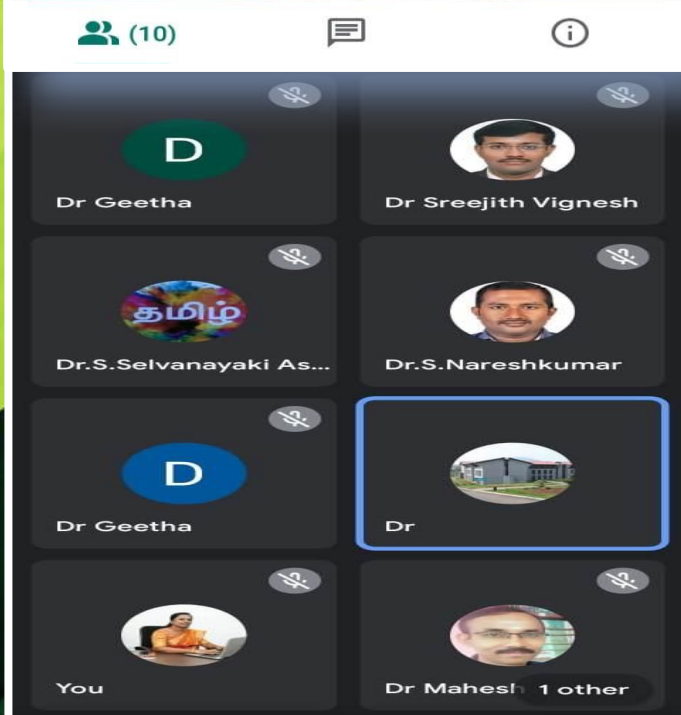 (10)
D
Dr Geetha
Dr Sreejith Vignesh
தமிழ்
Dr.S.Selvanayaki As...
Dr.S.Nareshkumar
D
Dr Geetha
Dr
You
Dr Mahesh
1 other